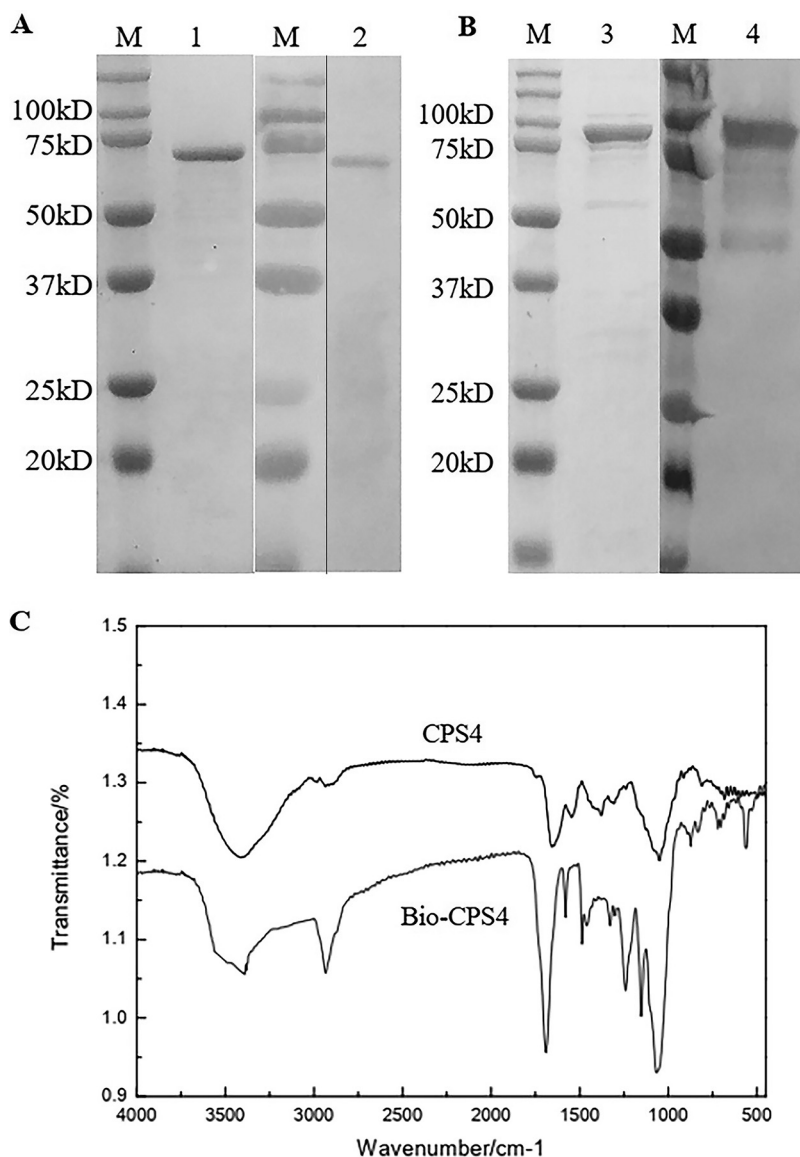 A
M 1 M 2
100kD
75kD
50kD
37kD
25kD
20kD
B
M 3 M 4
100kD
75kD
50kD
37kD
25kD
20kD
C
1.5
1.4
1.3
1.2
1.1
1.0
0.9
Transmittance/%
CPS4
Bio-CPS4
4000 3500 3000 2500 2000 1500 1000 500
Wavenumber/cm-1